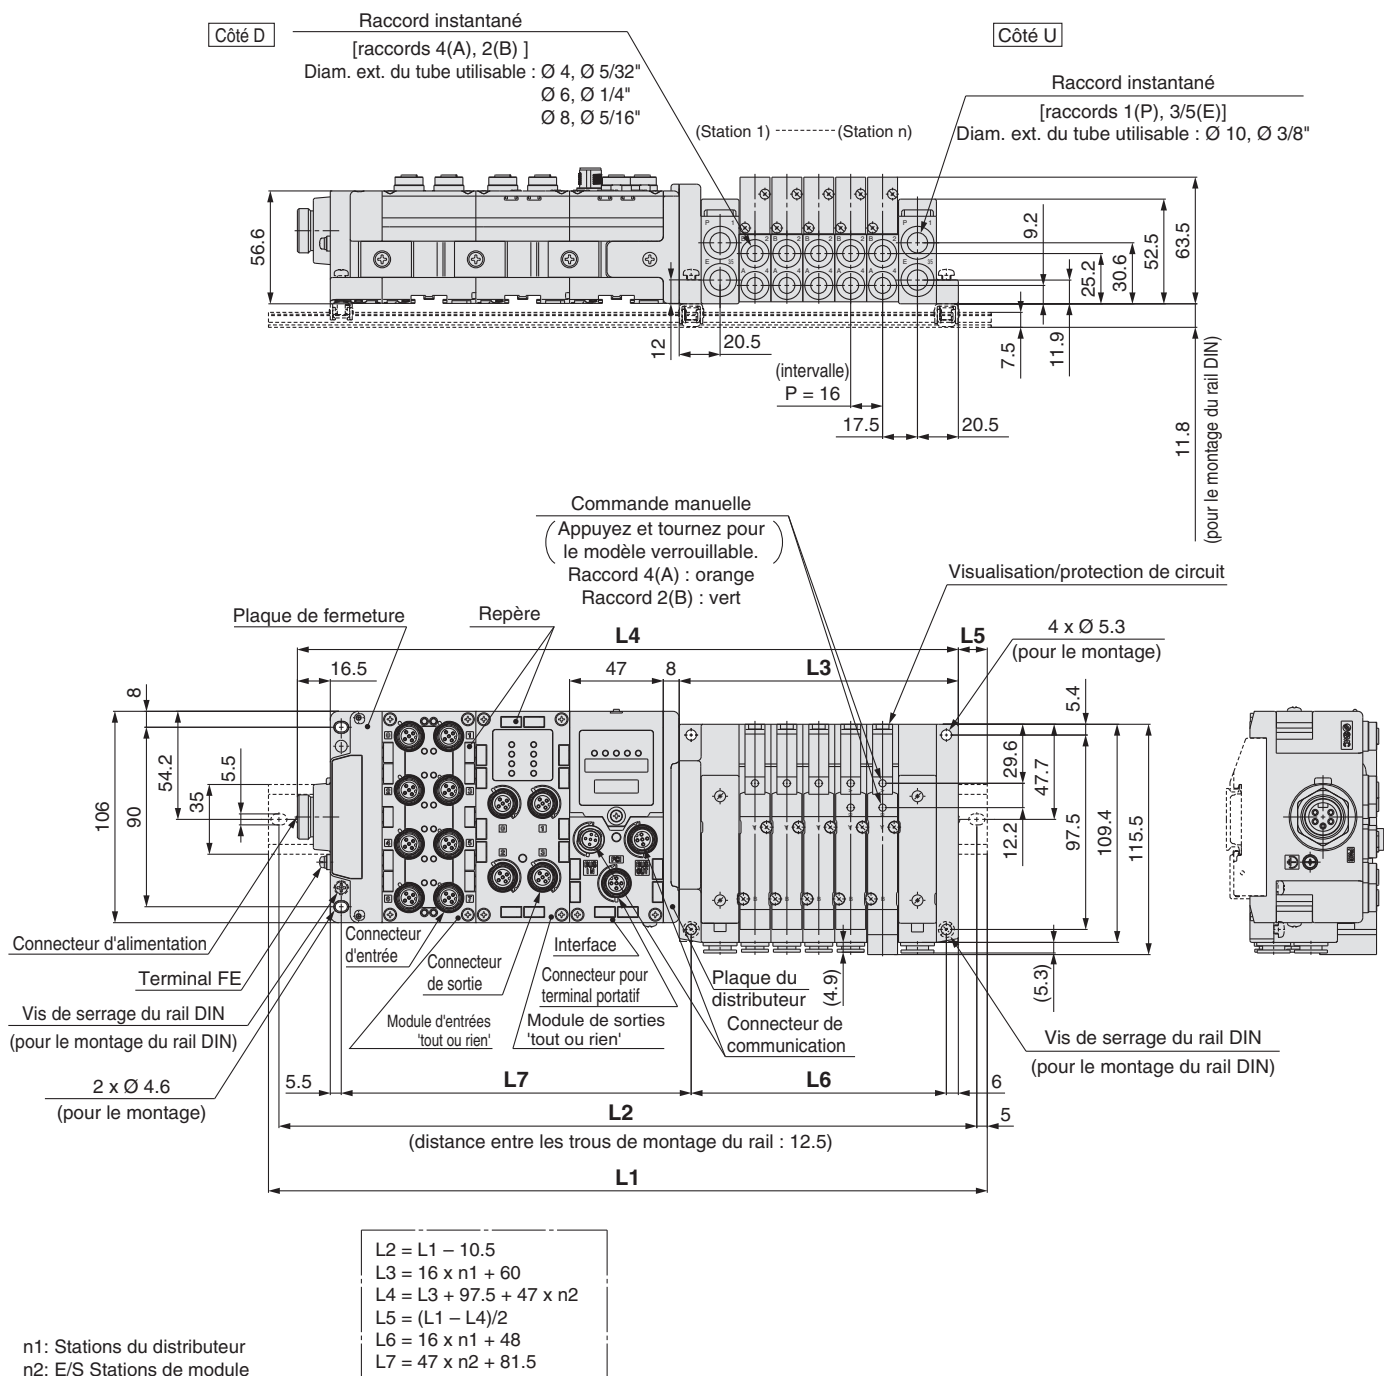 Côté D
Raccord instantané
[raccords 4(A), 2(B) ]
Diam. ext. du tube utilisable : Ø 4, Ø 5/32"
Ø 6, Ø 1/4"
Ø 8, Ø 5/16"
Côté U
Raccord instantané
[raccords 1(P), 3/5(E)]
Diam. ext. du tube utilisable : Ø 10, Ø 3/8"
(Station 1) ---------- (Station n)
56.6
9.2
25.2
30.6
52.5
63.5
12
20.5
(intervalle)
P = 16
17.5
20.5
7.5
11.9
11.8
(pour le montage du rail DIN)
Commande manuelle
(Appuyez et tournez pour
le modèle verrouillable.)
Raccord 4(A) : orange
Raccord 2(B) : vert
Visualisation/protection de circuit
Plaque de fermeture
Repère
L4
L5
4 x Ø 5.3
(pour le montage)
16.5
47
8
L3
8
5.4
106
90
54.2
5.5
35
29.6
12.2
47.7
97.5
109.4
115.5
(4.9)
(5.3)
Connecteur d'alimentation
Terminal FE
Vis de serrage du rail DIN
(pour le montage du rail DIN)
2 x Ø 4.6
(pour le montage)
Connecteur
d'entrée
Connecteur
de sortie
Module d'entrées
'tout ou rien'
Interface
Connecteur pour
terminal portatif
Module de sorties
'tout ou rien'
Plaque du
distributeur
Connecteur de
communication
Vis de serrage du rail DIN
(pour le montage du rail DIN)
5.5
L7
L6
6
L2
5
(distance entre les trous de montage du rail : 12.5)
L1
L2 = L1 – 10.5
L3 = 16 x n1 + 60
L4 = L3 + 97.5 + 47 x n2
L5 = (L1 – L4)/2
L6 = 16 x n1 + 48
L7 = 47 x n2 + 81.5
n1: Stations du distributeur
n2: E/S Stations de module